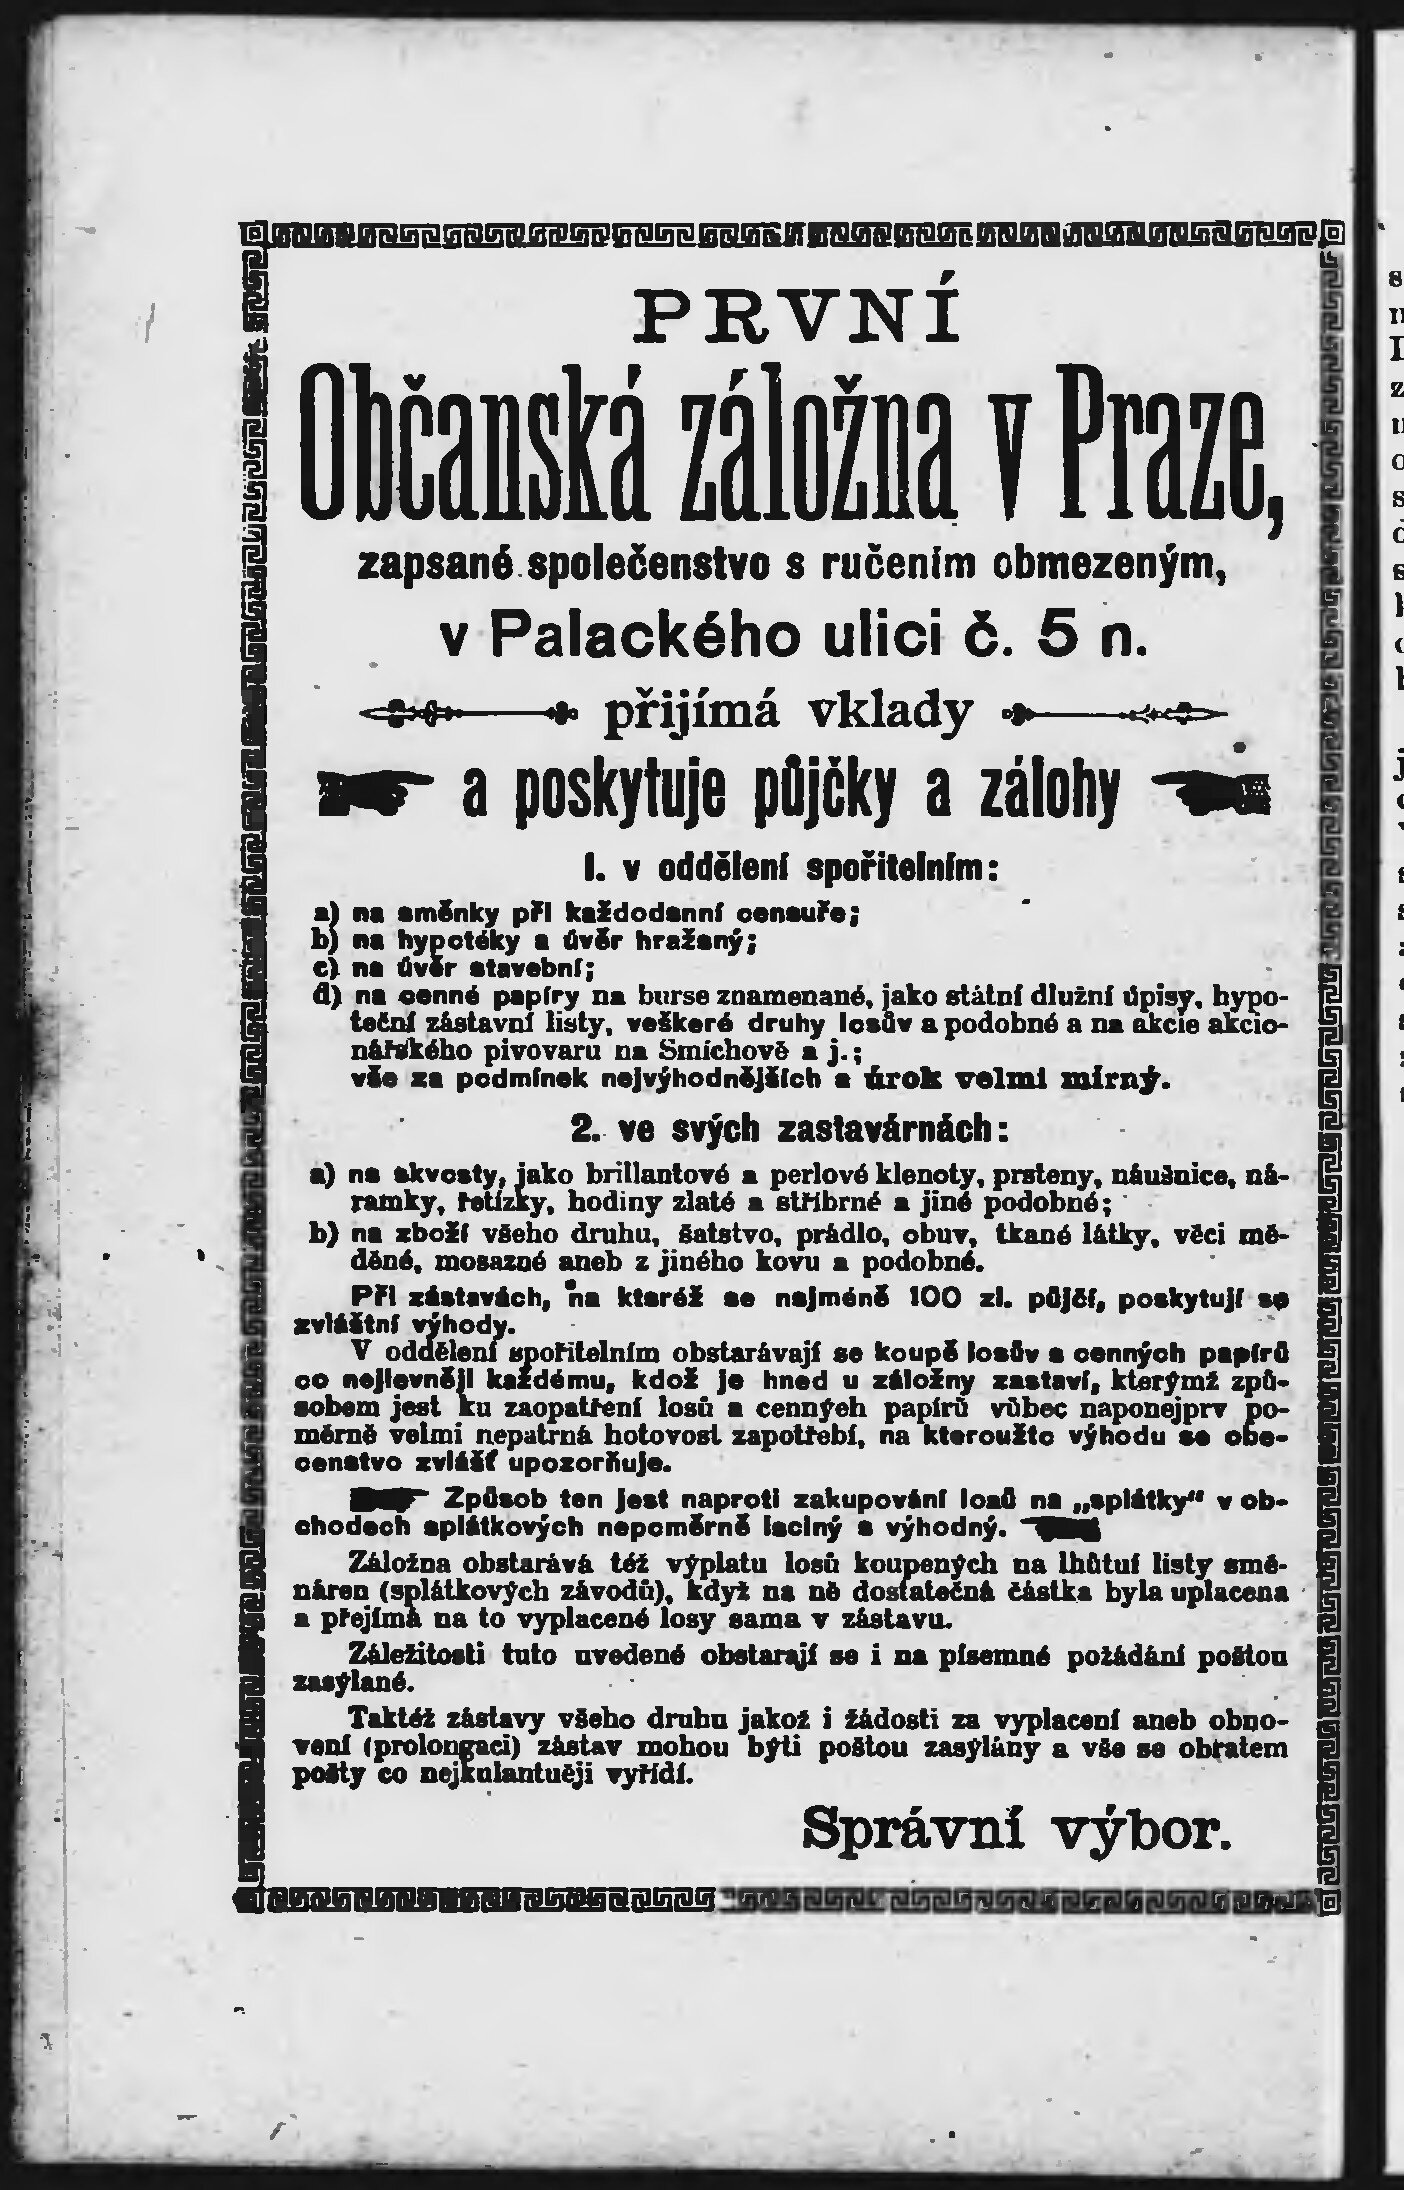 PRVNÍ
Občanská záložna v Praze,
zapsané společenstvo s ručením obmezeným,
v Palackého ulici č. 5 n.
přijímá vklady
a poskytuje půjčky a zálohy
I. v oddělení spořitelním:
a) na směnky při každodenní censuře;
b) na hypotéky a úvěr hražený;
c) na úvěr stavební;
d) na cenné papíry na burse znamenané, jako státní dlužní úpisy, hypo-
teční zástavní listy, veškeré druhy losův a podobné a na akcie akcio-
nářského pivovaru na Smíchově a j.;
vše za podmínek nejvýhodnějších a úrok velmi mírný.
2. ve svých zastavárnách:
a) na skvosty, jako brillantové a perlové klenoty, prsteny, náušnice, ná-
ramky, řetízky, hodiny zlaté a stříbrné a jiné podobné;
b) na zboží všeho druhu, šatstvo, prádlo, obuv, tkané látky, věci mě-
děné, mosazné aneb z jiného kovu a podobné.
Při zástavách, na kteréž se nejméně 100 zl. půjčí, poskytují se
zvláštní výhody.
V oddělení spořitelním obstarávají se koupě losův a cenných papírů
co nejlevněji každému, kdož je hned u záložny zastaví, kterýmž způ-
sobem jest ku zaopatření losů a cennýeh papírů vůbec naponejprv po-
měrně velmi nepatrná hotovost zapotřebí, na kteroužto výhodu se obe-
censtvo zvlášť upozorňuje.
Způsob ten jest naproti zakupování losů na „splátky“ v ob-
chodech splátkových nepoměrně laciný a výhodný.
Záložna obstarává též výplatu losů koupených na lhůtuí listy smě-
náren (splátkových závodů), když na ně dostatečná částka byla uplacena
a přejímá na to vyplacené losy sama v zástavu.
Záležitosti tuto uvedené obstarají se i na písemné požádání poštou
zasýlané.
Taktéž zástavy všeho druhu jakož i žádosti za vyplacení aneb obno-
vení (prolongaci) zástav mohou býti poštou zasýlány a vše se obratem
pošty co nejkulantuěji vyřídí.
Správní výbor.